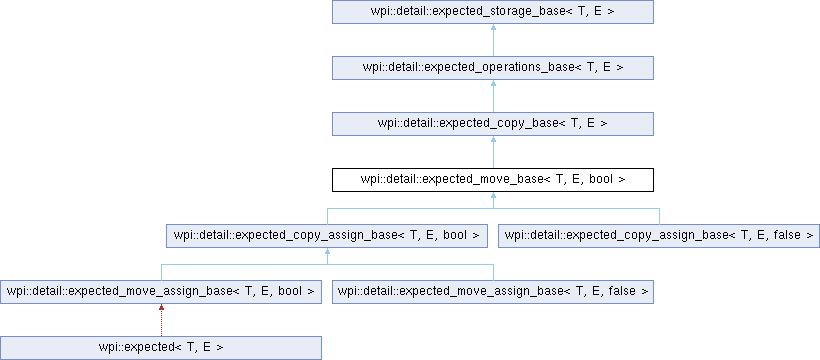 wpi::detail::expected_storage_base< T, E >
wpi::detail::expected_operations_base< T, E >
wpi::detail::expected_copy_base< T, E >
wpi::detail::expected_move_base< T, E, bool >
wpi::detail::expected_copy_assign_base< T, E, bool >
wpi::detail::expected_copy_assign_base< T, E, false >
wpi::detail::expected_move_assign_base< T, E, bool >
wpi::detail::expected_move_assign_base< T, E, false >
wpi::expected< T, E >